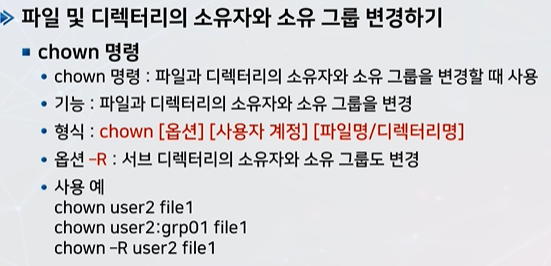 파일 및 디렉터리의 소유자와 소유 그룹 변경하기
chown 명령
chown 명령 : 파일과 디렉터리의 소유자와 소유 그룹을 변경할 때 사용
기능 : 파일과 디렉터리의 소유자와 소유 그룹을 변경
형식 : chown [옵션] [사용자 계정] [파일명/디렉터리명]
옵션 –R : 서브 디렉터리의 소유자와 소유 그룹도 변경
사용 예
chown user2 file1
chown user2:grp01 file1
chown –R user2 file1